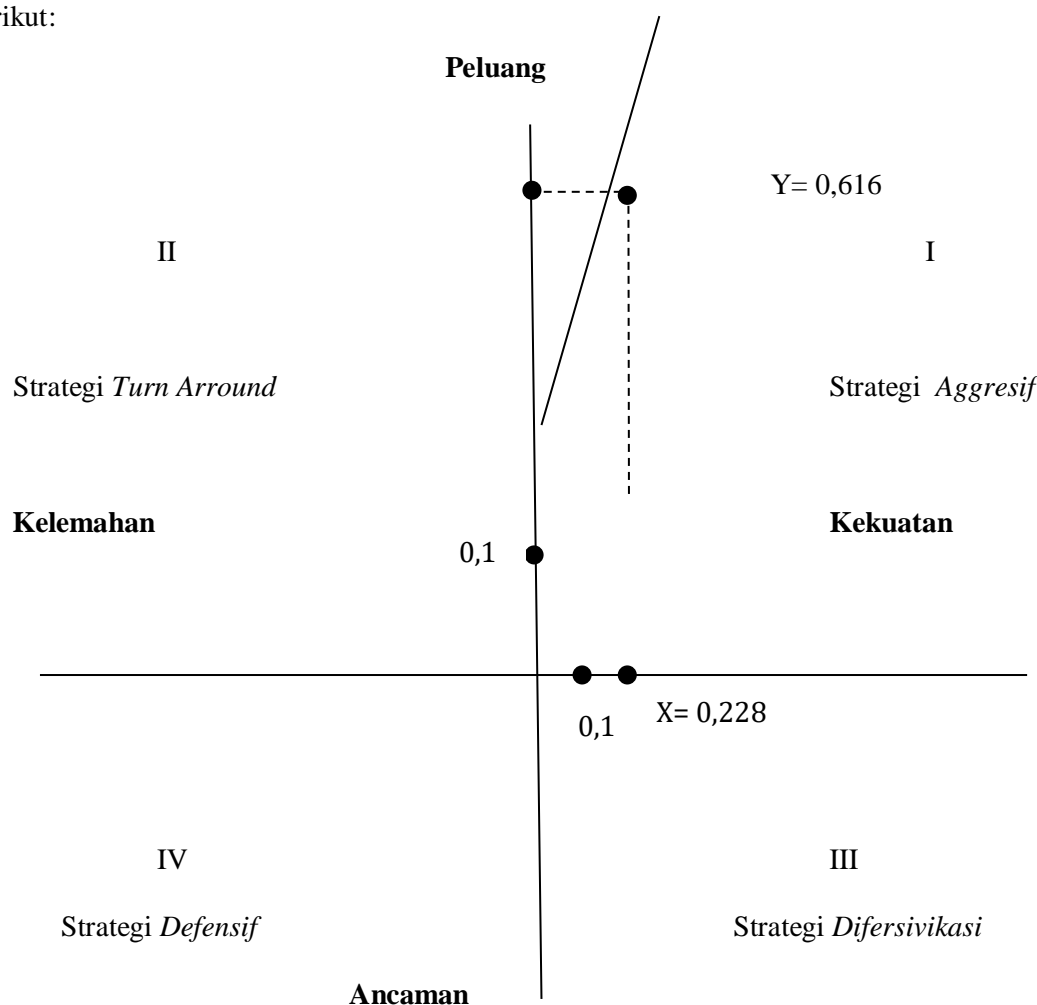 rikut:
Peluang
Y= 0,616
II
I
Strategi Turn Arround
Strategi Aggresif
Kelemahan
Kekuatan
0,1
X= 0,228
0,1
IV
III
Strategi Defensif
Strategi Difersivikasi
Ancaman